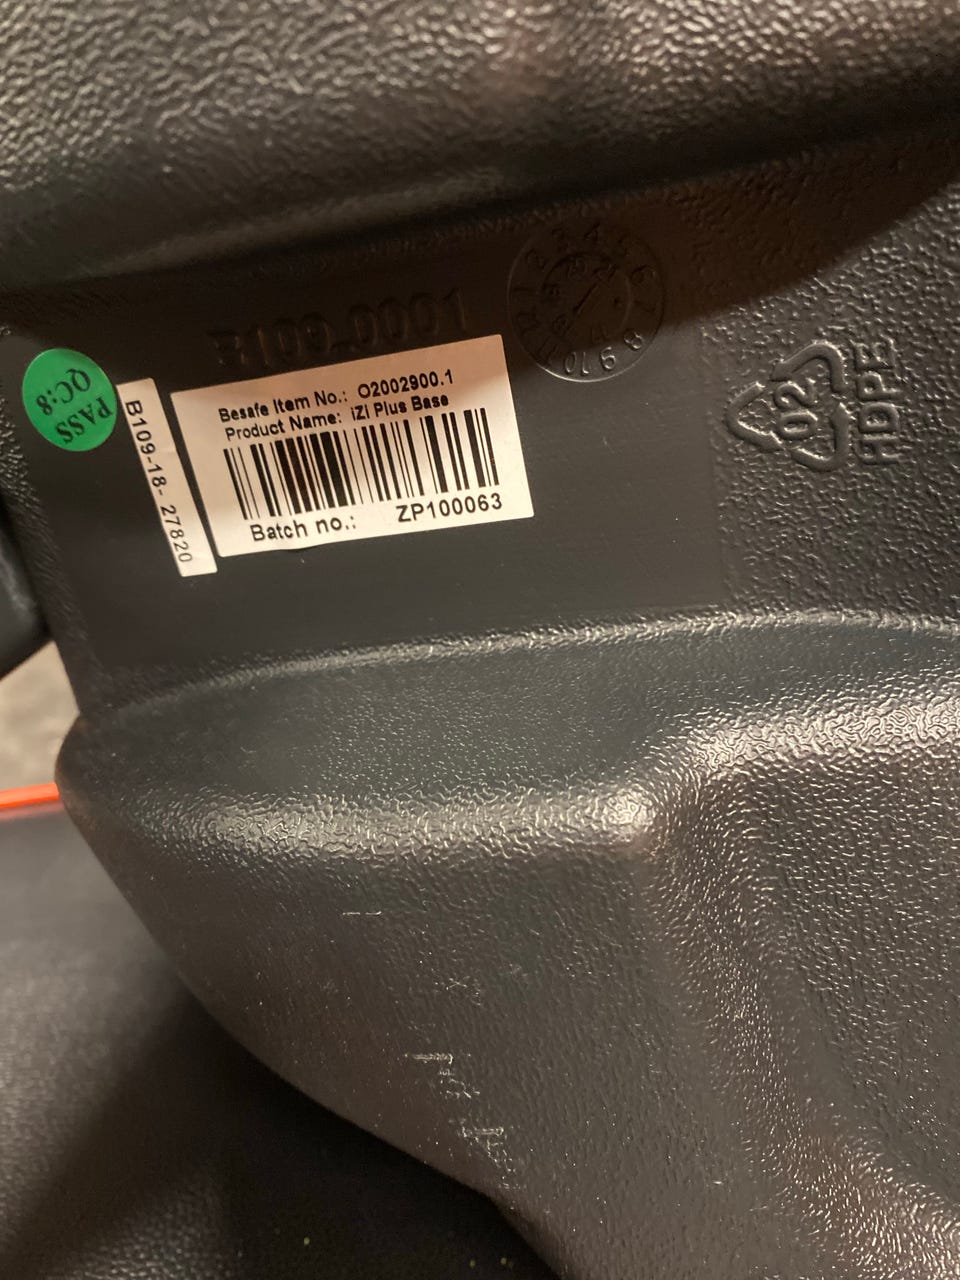 B109-0001
PASS
QC:8
B109-18- 27820
Besafe Item No.: O2002900.1
Product Name: iZi Plus Base
Batch no.: ZP100063
02
HDPE